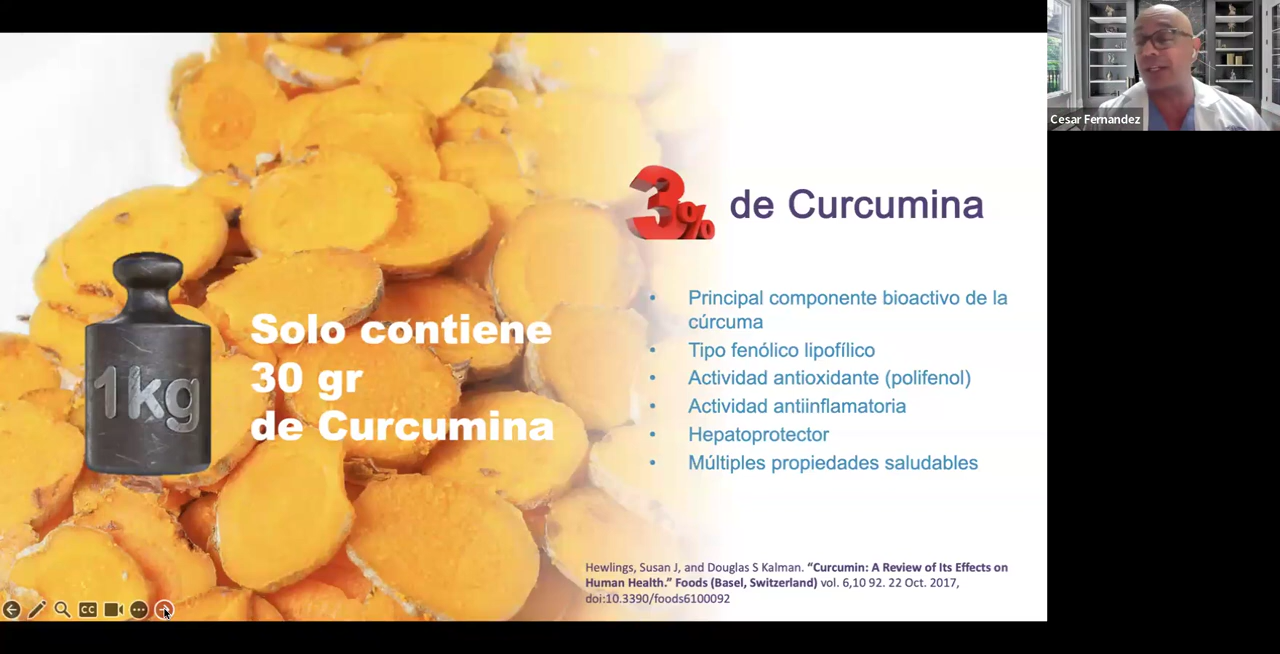 Cesar Fernandez
3% de Curcumina
1kg
Solo contiene
30 gr
de Curcumina
• Principal componente bioactivo de la
cúrcuma
• Tipo fenólico lipofílico
• Actividad antioxidante (polifenol)
• Actividad antiinflamatoria
• Hepatoprotector
• Múltiples propiedades saludables
Hewlings, Susan J, and Douglas S Kalman. “Curcumin: A Review of Its Effects on
Human Health.” Foods (Basel, Switzerland) vol. 6,10 92. 22 Oct. 2017,
doi:10.3390/foods6100092
CC